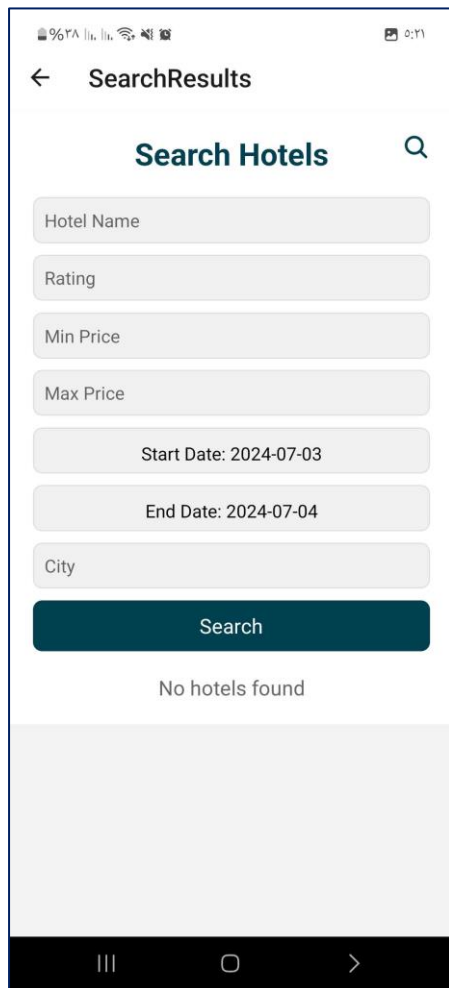 %٣٨ ٥:٢١
SearchResults
Search Hotels
Hotel Name
Rating
Min Price
Max Price
Start Date: 2024-07-03
End Date: 2024-07-04
City
Search
No hotels found